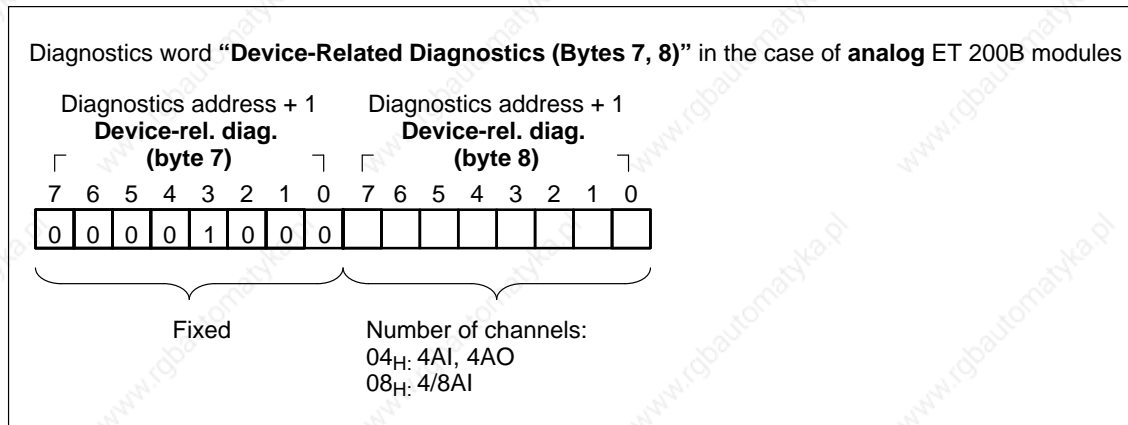 Diagnostics word “Device-Related Diagnostics (Bytes 7, 8)” in the case of analog ET 200B modules
Diagnostics address + 1 Diagnostics address + 1
Device-rel. diag. Device-rel. diag.
(byte 7) (byte 8)
7 6 5 4 3 2 1 0 7 6 5 4 3 2 1 0
0 0 0 0 1 0 0 0
Fixed Number of channels:
04H: 4AI, 4AO
08H: 4/8AI
www.rgbautomatyka.pl